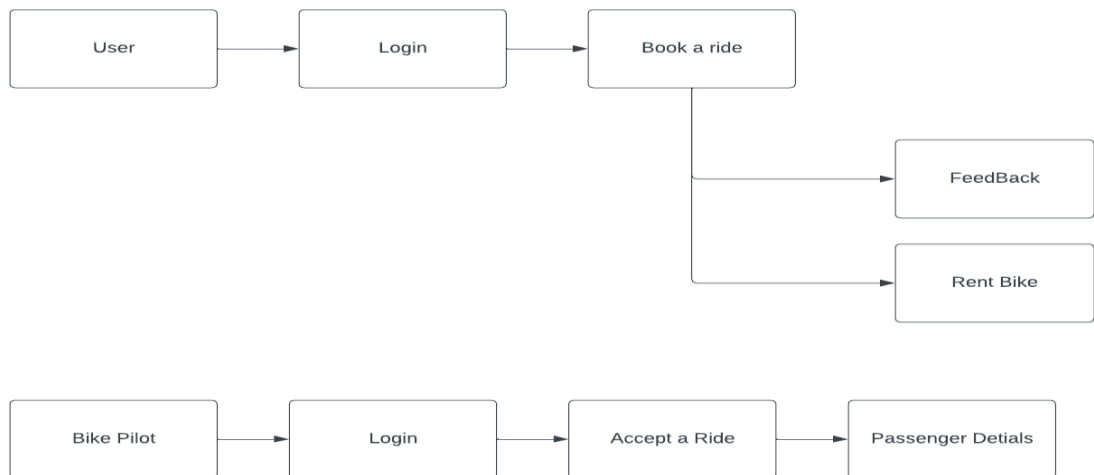 User
Login
Book a ride
FeedBack
Rent Bike
Bike Pilot
Login
Accept a Ride
Passenger Detials